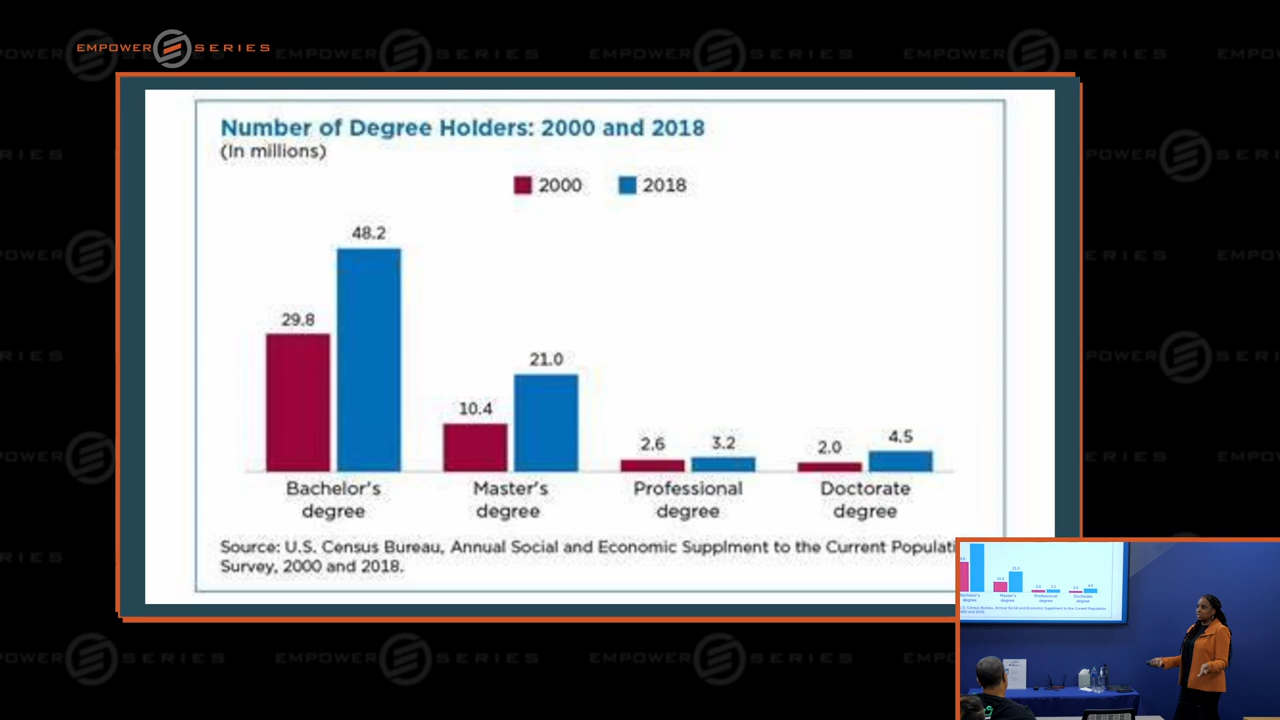 EMPOWER SERIES
Number of Degree Holders: 2000 and 2018
(In millions)
2000 2018
48.2
29.8
21.0
10.4
2.6 3.2 2.0 4.5
Bachelor's degree
Master's degree
Professional degree
Doctorate degree
Source: U.S. Census Bureau, Annual Social and Economic Supplment to the Current Populati
Survey, 2000 and 2018.